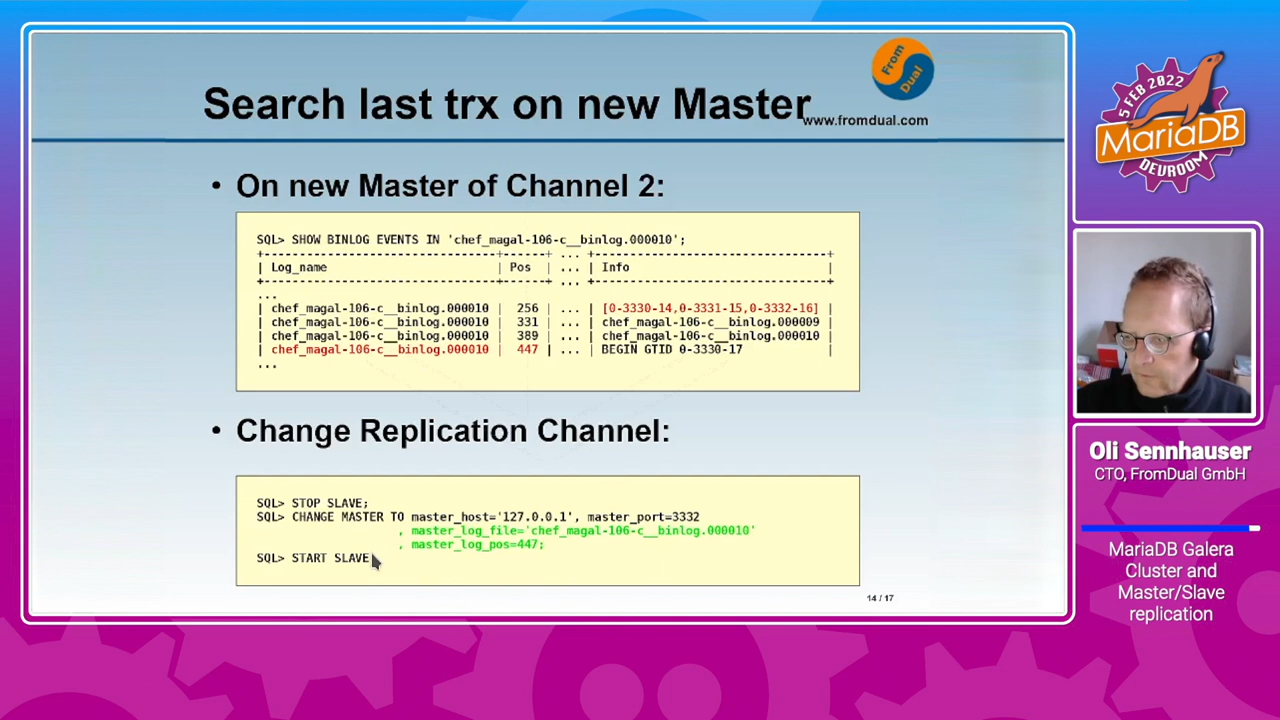 Search last trx on new Master
From
Dual
www.fromdual.com
• On new Master of Channel 2:
SQL> SHOW BINLOG EVENTS IN 'chef_magal-106-c__binlog.000010';
+---------------------------------+------+ ... +---------------------------------+
| Log_name | Pos | ... | Info |
+---------------------------------+------+ ... +---------------------------------+
...
| chef_magal-106-c__binlog.000010 | 256 | ... | [0-3330-14,0-3331-15,0-3332-16] |
| chef_magal-106-c__binlog.000010 | 331 | ... | chef_magal-106-c__binlog.000009 |
| chef_magal-106-c__binlog.000010 | 389 | ... | chef_magal-106-c__binlog.000010 |
| chef_magal-106-c__binlog.000010 | 447 | ... | BEGIN GTID 0-3330-17 |
...
• Change Replication Channel:
SQL> STOP SLAVE;
SQL> CHANGE MASTER TO master_host='127.0.0.1', master_port=3332
, master_log_file='chef_magal-106-c__binlog.000010'
, master_log_pos=447;
SQL> START SLAVE
14 / 17
5 FEB 2022
MariaDB
DEVROOM
Oli Sennhauser
CTO, FromDual GmbH
MariaDB Galera
Cluster and
Master/Slave
replication